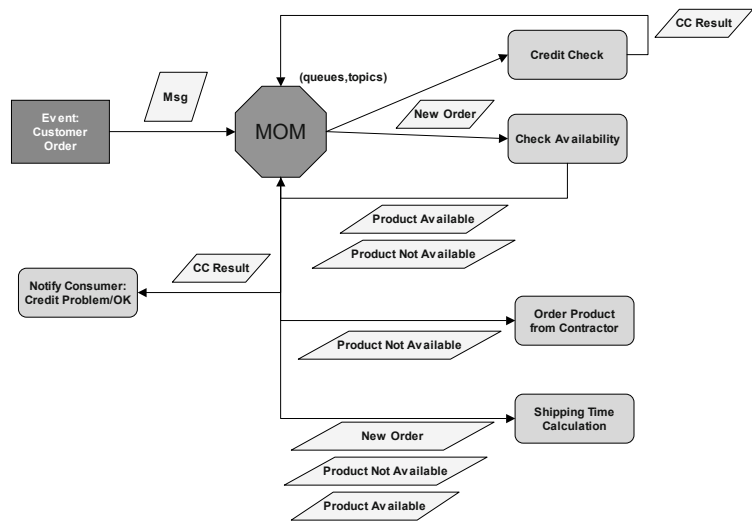 CC Result
Credit Check
(queues,topics)
Msg
New Order
Event:
Customer
Order
MOM
Check Availability
Product Available
Product Not Available
CC Result
Notify Consumer:
Credit Problem/OK
Order Product
from Contractor
Product Not Available
Shipping Time
Calculation
New Order
Product Not Available
Product Available